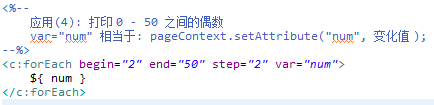 <%--
应用(4): 打印 0 - 50 之间的偶数
var="num" 相当于: pageContext.setAttribute("num", 变化值 );
--%>
<c:forEach begin="2" end="50" step="2" var="num">
${ num }
</c:forEach>